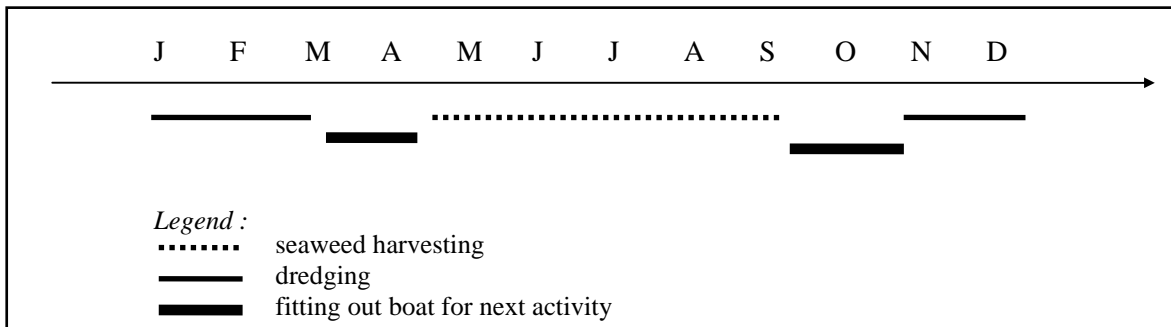 J F M A M J J A S O N D
Legend :
seaweed harvesting
dredging
fitting out boat for next activity